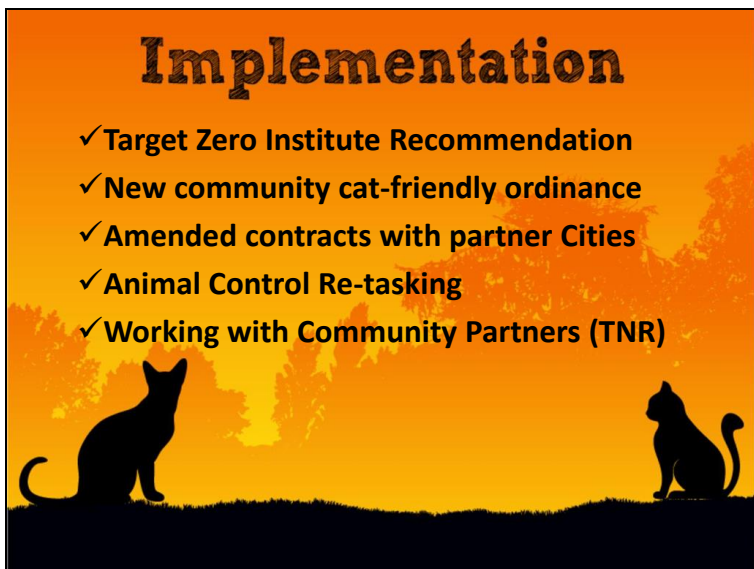 Implementation
✓Target Zero Institute Recommendation
✓New community cat-friendly ordinance
✓Amended contracts with partner Cities
✓Animal Control Re-tasking
✓Working with Community Partners (TNR)